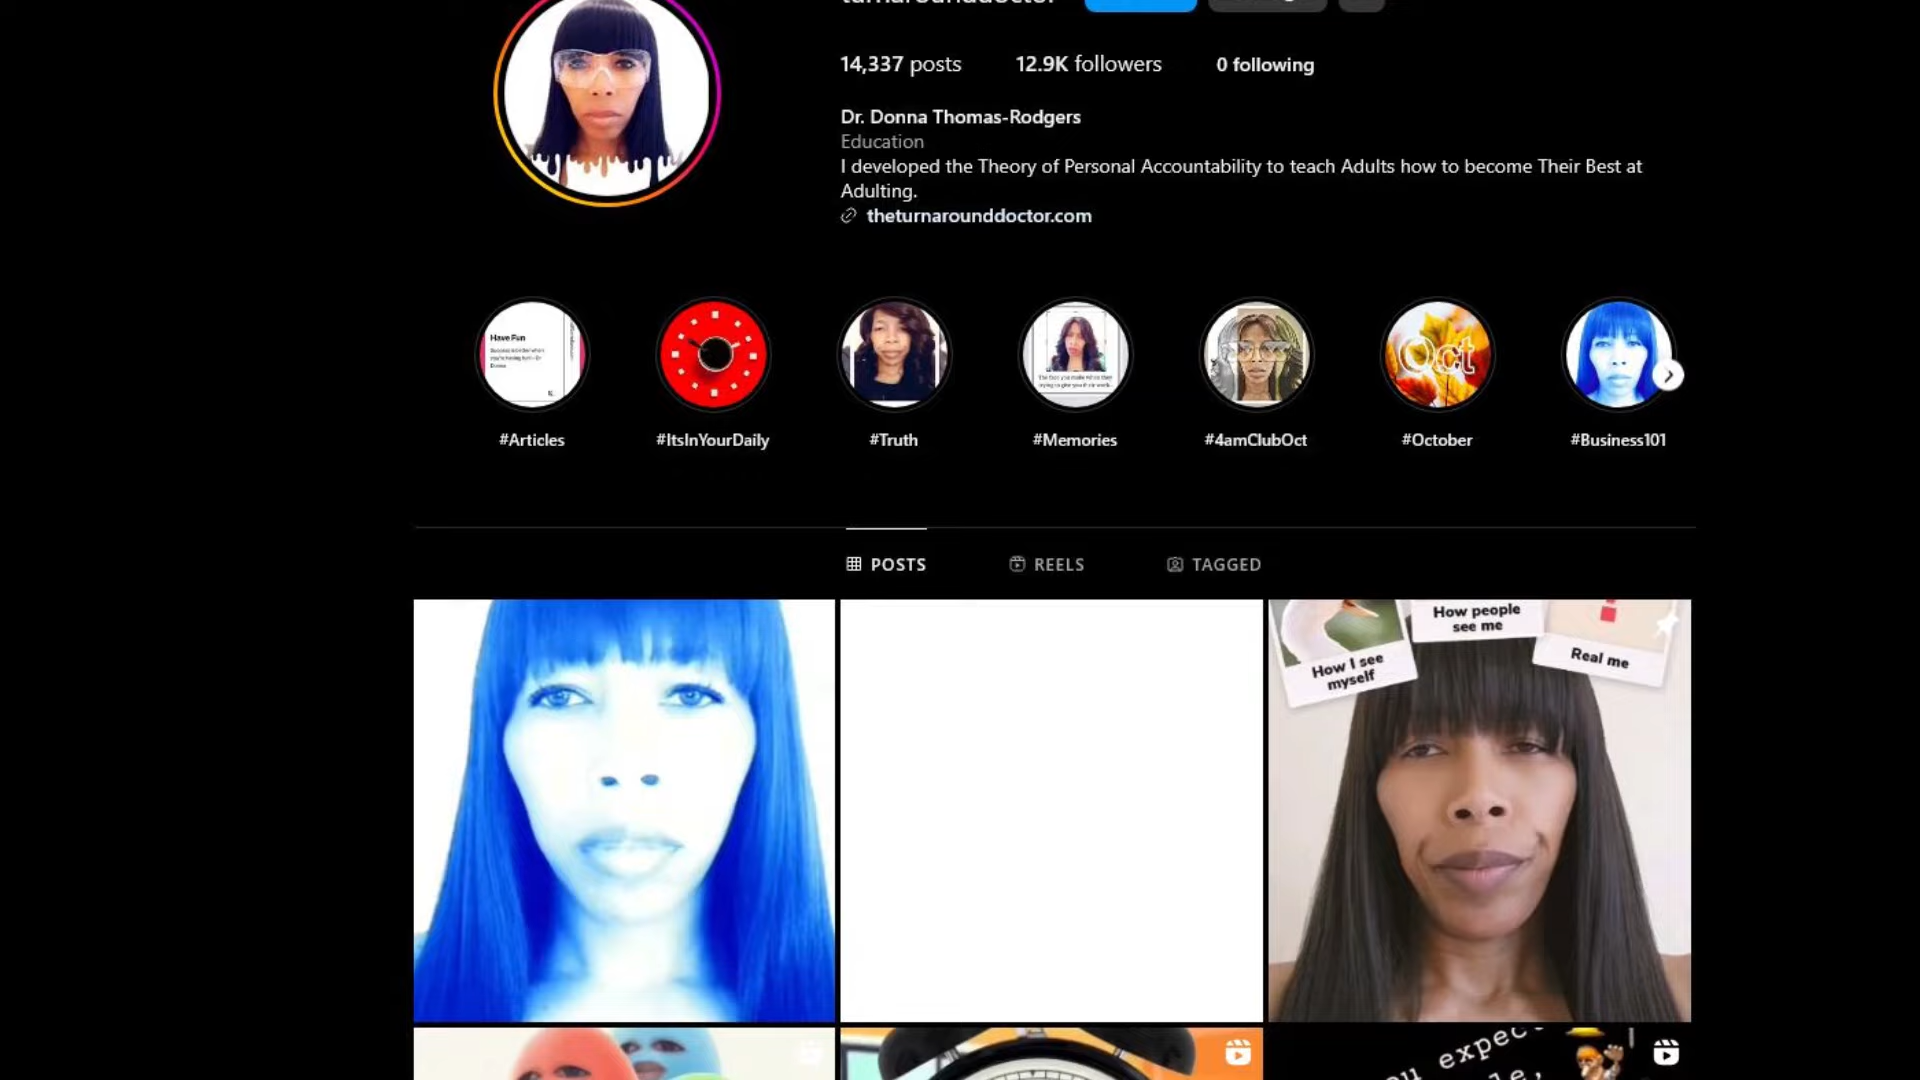 turnarounddoctor
14,337 posts 12.9K followers 0 following
Dr. Donna Thomas-Rodgers
Education
I developed the Theory of Personal Accountability to teach Adults how to become Their Best at
Adulting.
theturnarounddoctor.com
Have Fun
Oct
#Articles #ItsInYourDaily #Truth #Memories #4amClubOct #October #Business101
POSTS REELS TAGGED
How I see
myself
How people
see me
Real me
expec